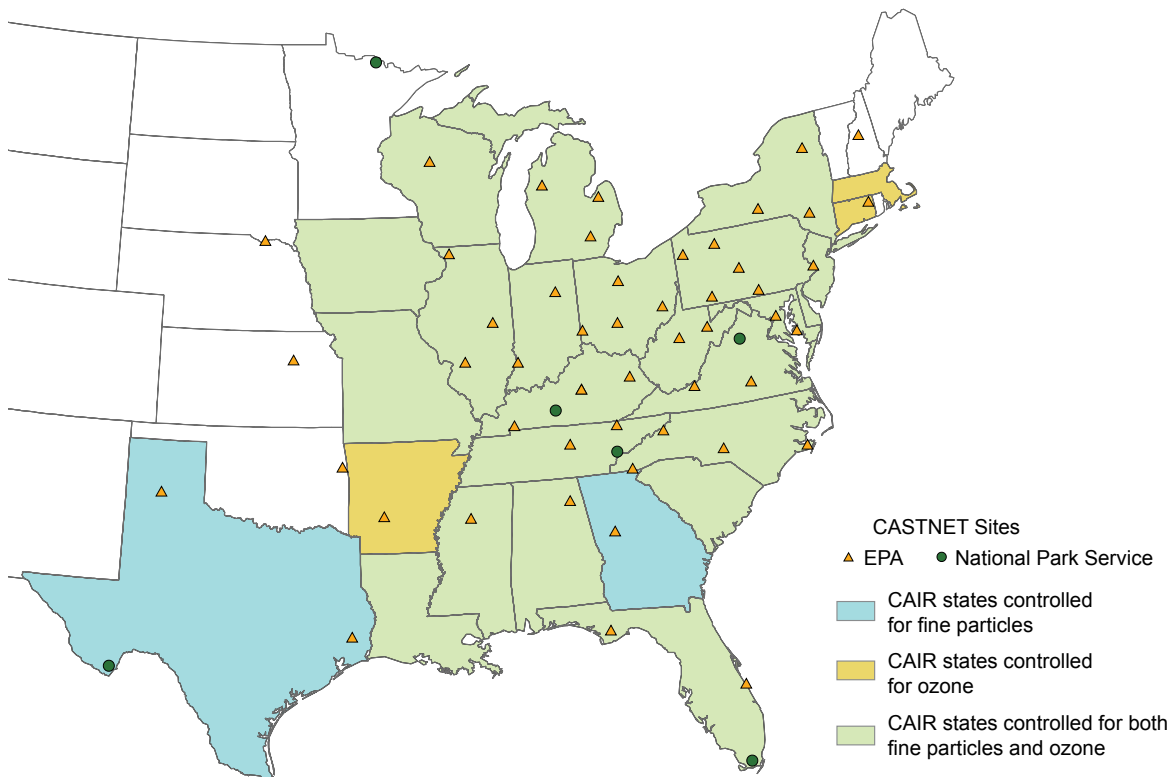 CASTNET Sites
EPA
National Park Service
CAIR states controlled
for fine particles
CAIR states controlled
for ozone
CAIR states controlled for both
fine particles and ozone